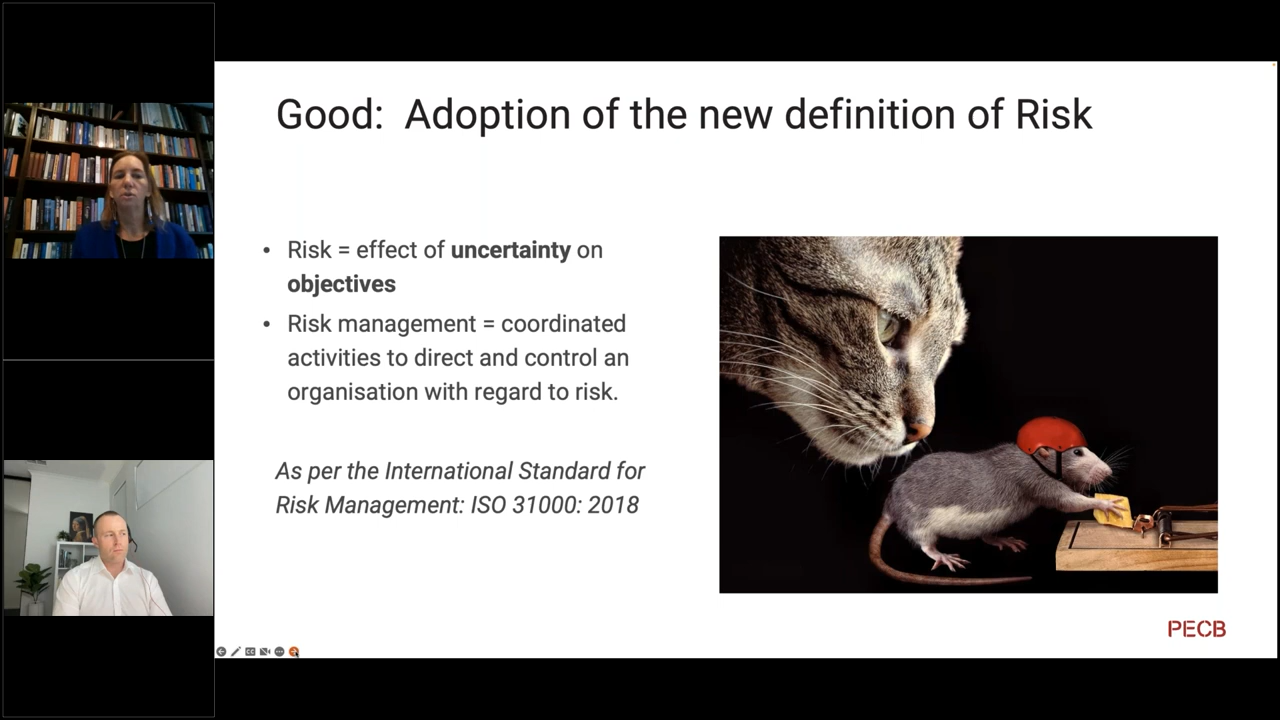 Good: Adoption of the new definition of Risk
• Risk = effect of uncertainty on
objectives
• Risk management = coordinated
activities to direct and control an
organisation with regard to risk.
As per the International Standard for
Risk Management: ISO 31000: 2018
PECB